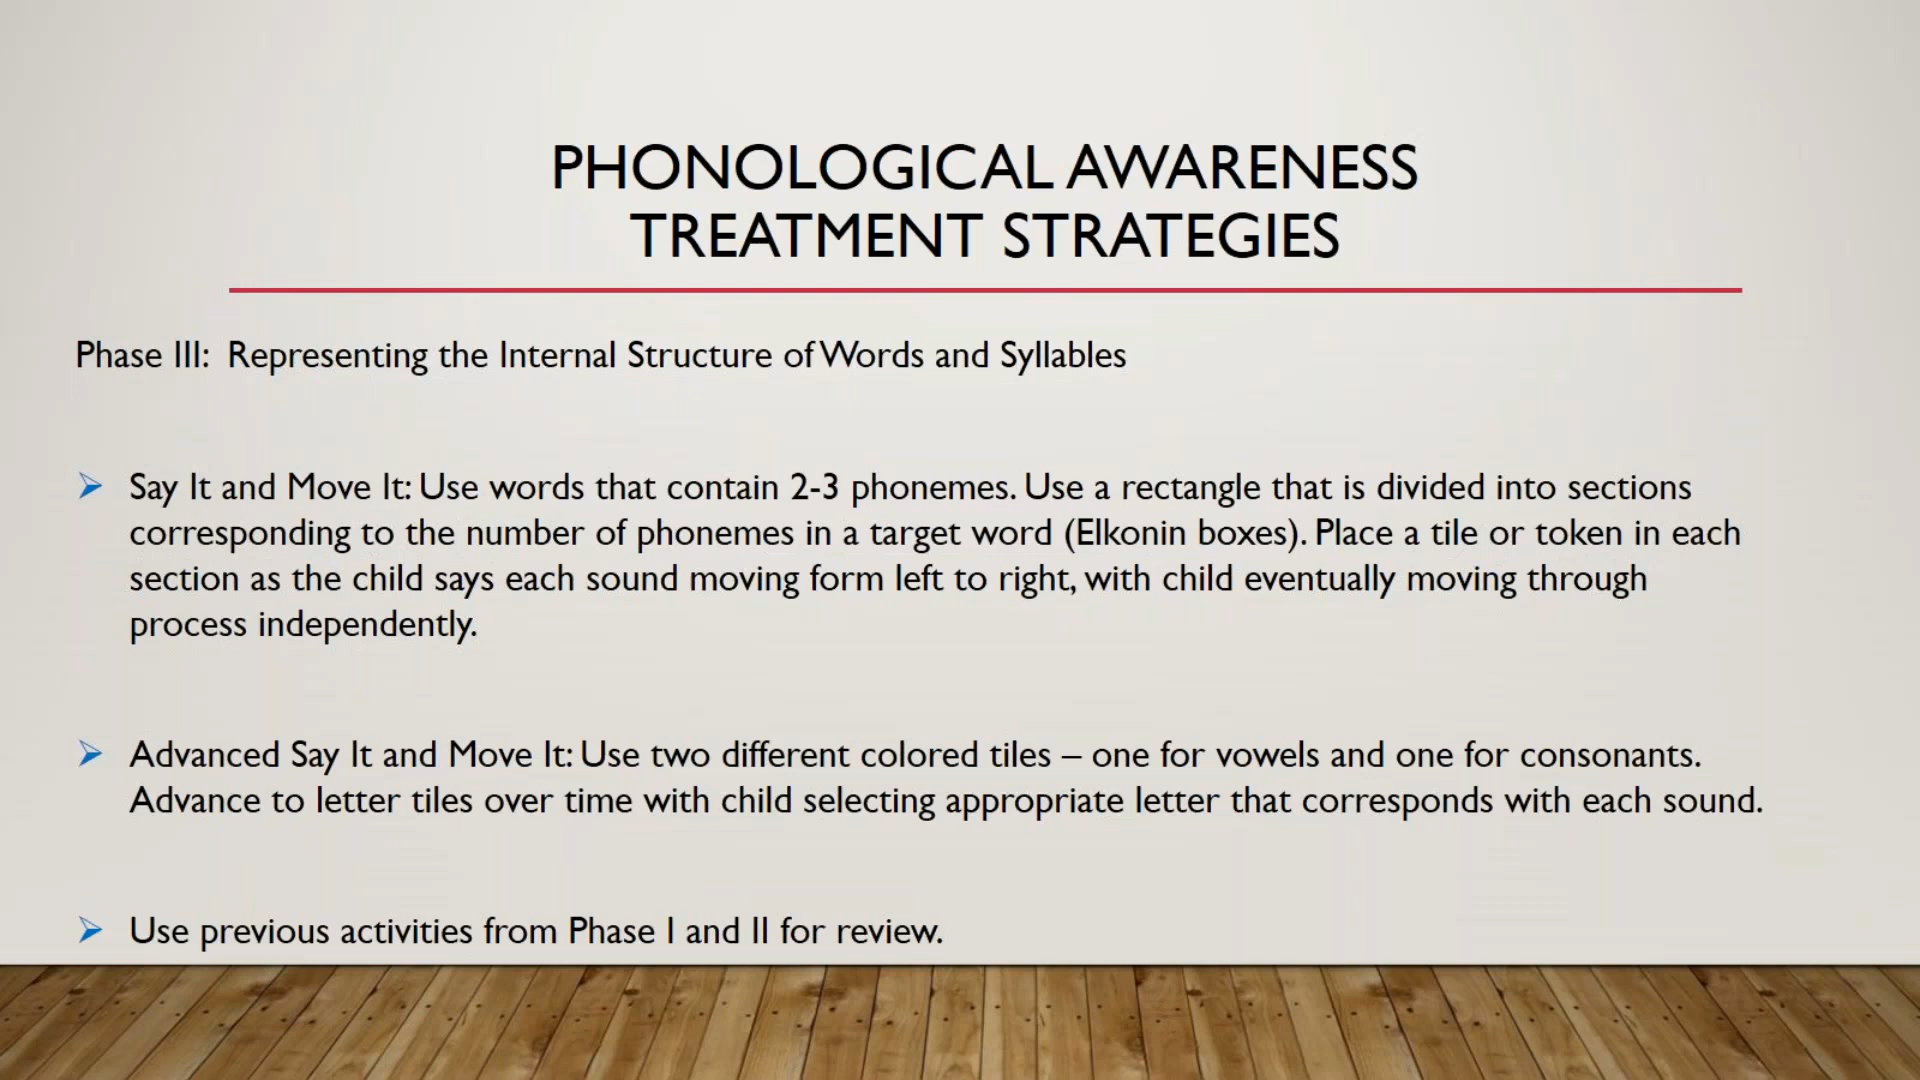 PHONOLOGICAL AWARENESS
TREATMENT STRATEGIES
Phase III: Representing the Internal Structure of Words and Syllables
Say It and Move It: Use words that contain 2-3 phonemes. Use a rectangle that is divided into sections
corresponding to the number of phonemes in a target word (Elkonin boxes). Place a tile or token in each
section as the child says each sound moving form left to right, with child eventually moving through
process independently.
Advanced Say It and Move It: Use two different colored tiles – one for vowels and one for consonants.
Advance to letter tiles over time with child selecting appropriate letter that corresponds with each sound.
Use previous activities from Phase I and II for review.